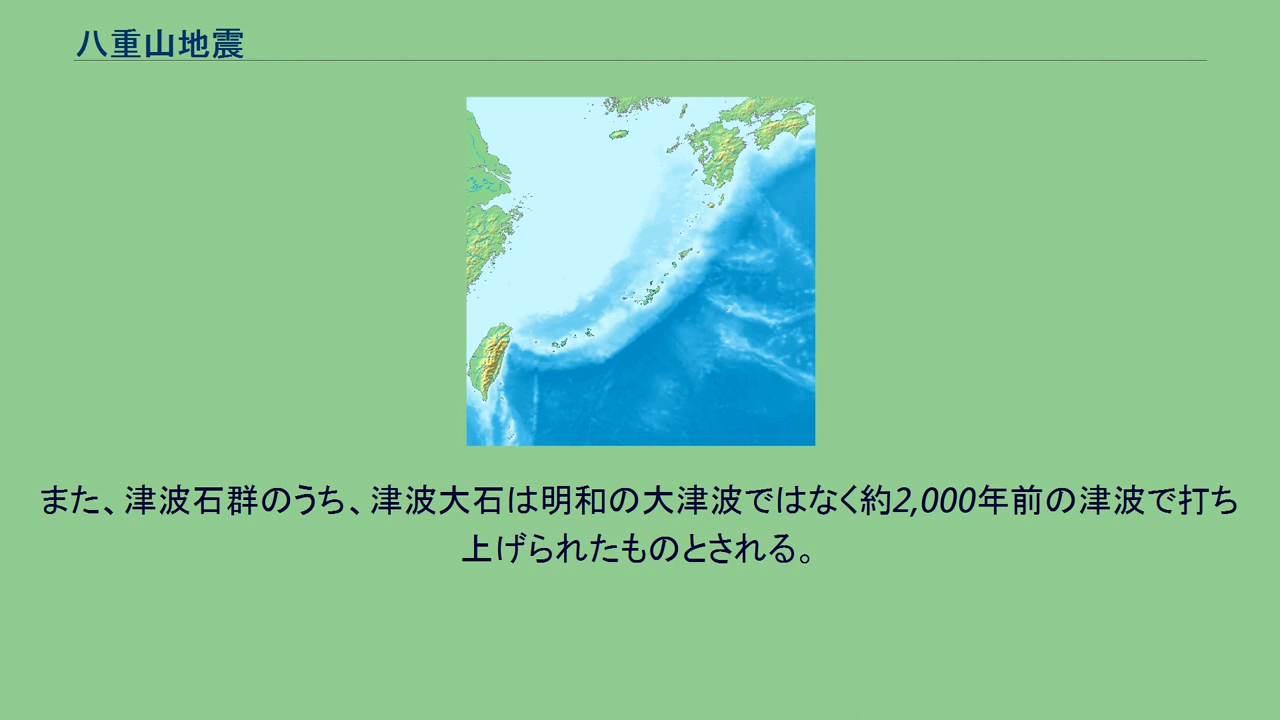 八重山地震
また、津波石群のうち、津波大石は明和の大津波ではなく約2,000年前の津波で打ち
上げられたものとされる。